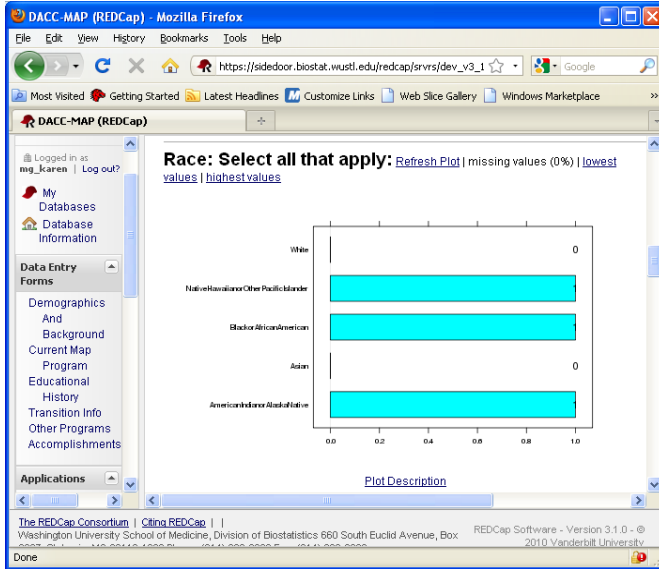 DACC-MAP (REDCap) - Mozilla Firefox
File Edit View History Bookmarks Tools Help
https://sidedoor.biostat.wustl.edu/redcap/srvrs/dev_v3_1
Google
Most Visited Getting Started Latest Headlines Customize Links Web Slice Gallery Windows Marketplace »
DACC-MAP (REDCap)
Logged in as
mg_karen | Log out?
My
Databases
Database
Information
Data Entry
Forms
Demographics
And
Background
Current Map
Program
Educational
History
Transition Info
Other Programs
Accomplishments
Applications
Race: Select all that apply: Refresh Plot | missing values (0%) | lowest
values | highest values
White 0
NativeHawaiianorOtherPacificIslander 1
BlackorAfricanAmerican 1
Asian 0
AmericanIndianorAlaskaNative 1
0.0 0.2 0.4 0.6 0.8 1.0
Plot Description
The REDCap Consortium | Citing REDCap | |
Washington University School of Medicine, Division of Biostatistics 660 South Euclid Avenue, Box
REDCap Software - Version 3.1.0 - ©
2010 Vanderbilt University
Done